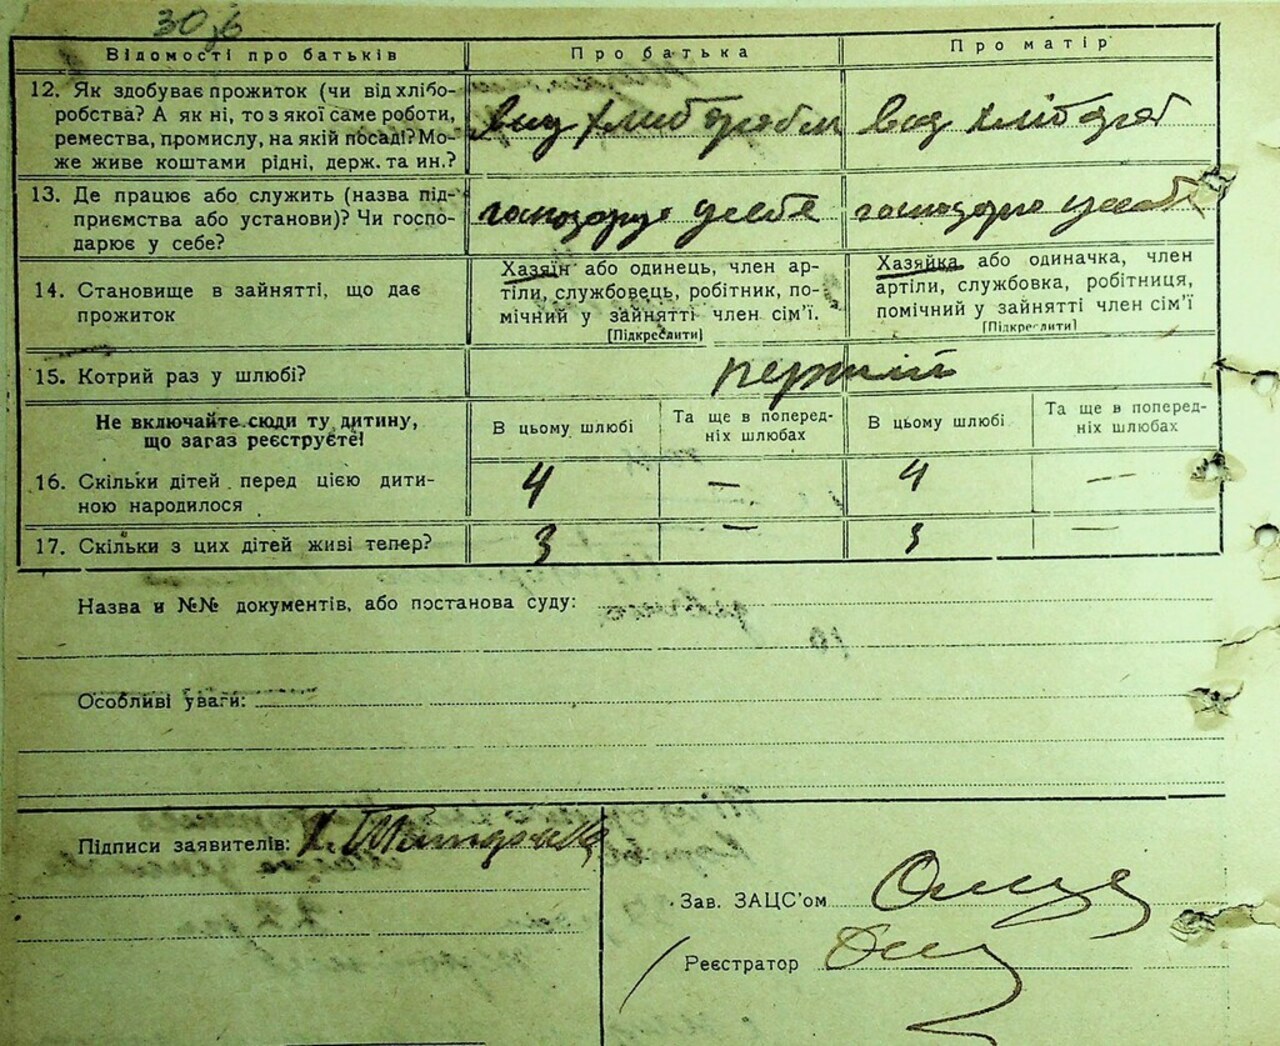 30
Відомості про батьків
Про батька
Про матір
12. Як здобуває прожиток (чи від хлібо-
робства? А як ні, то з якої саме роботи,
ремества, промислу, на якій посаді? Мо-
же живе коштами рідні, держ. та ин.?
13. Де працює або служить (назва під-
приємства або установи)? Чи госпо-
дарює у себе?
господарує усебе
господарює усебе
14. Становище в зайнятті, що дає
прожиток
Хазяїн або одинець, член ар-
тіли, службовець, робітник, по-
мічний у зайнятті член сім'ї.
[Підкреслити]
Хазяйка або одиначка, член
артіли, службовка, робітниця,
помічний у зайнятті член сім'ї
[Підкреслити]
15. Котрий раз у шлюбі?
первий
Не включайте сюди ту дитину,
що загаз реєструєте!
В цьому шлюбі
Та ще в поперед-
ніх шлюбах
В цьому шлюбі
Та ще в поперед-
ніх шлюбах
16. Скільки дітей перед цією дити-
ною народилося
4
—
4
—
17. Скільки з цих дітей живі тепер?
3
—
3
—
Назва и №№ документів, або постанова суду:
Особливі уваги:
Підписи заявителів:
Зав. ЗАЦС'ом
Реєстратор